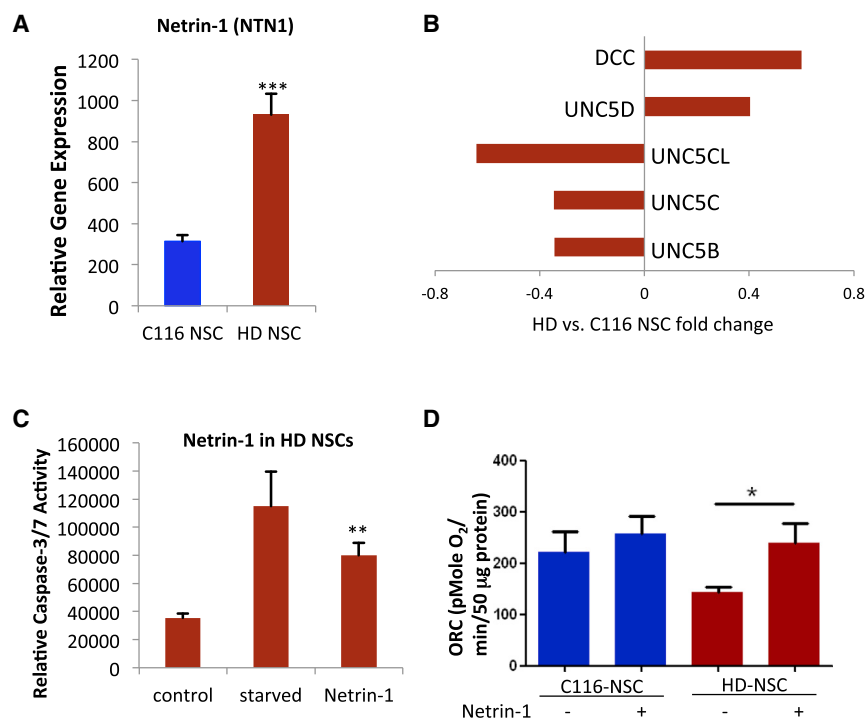 A
Netrin-1 (NTN1)
Relative Gene Expression
1200
1000
800
600
400
200
0
***
C116 NSC HD NSC
B
DCC
UNC5D
UNC5CL
UNC5C
UNC5B
-0.8 -0.4 0 0.4 0.8
HD vs. C116 NSC fold change
C
Netrin-1 in HD NSCs
Relative Caspase-3/7 Activity
160000
140000
120000
100000
80000
60000
40000
20000
0
**
control starved Netrin-1
D
ORC (pMole O₂/
min/50 µg protein)
400
300
200
100
0
*
C116-NSC HD-NSC
Netrin-1 - + - +